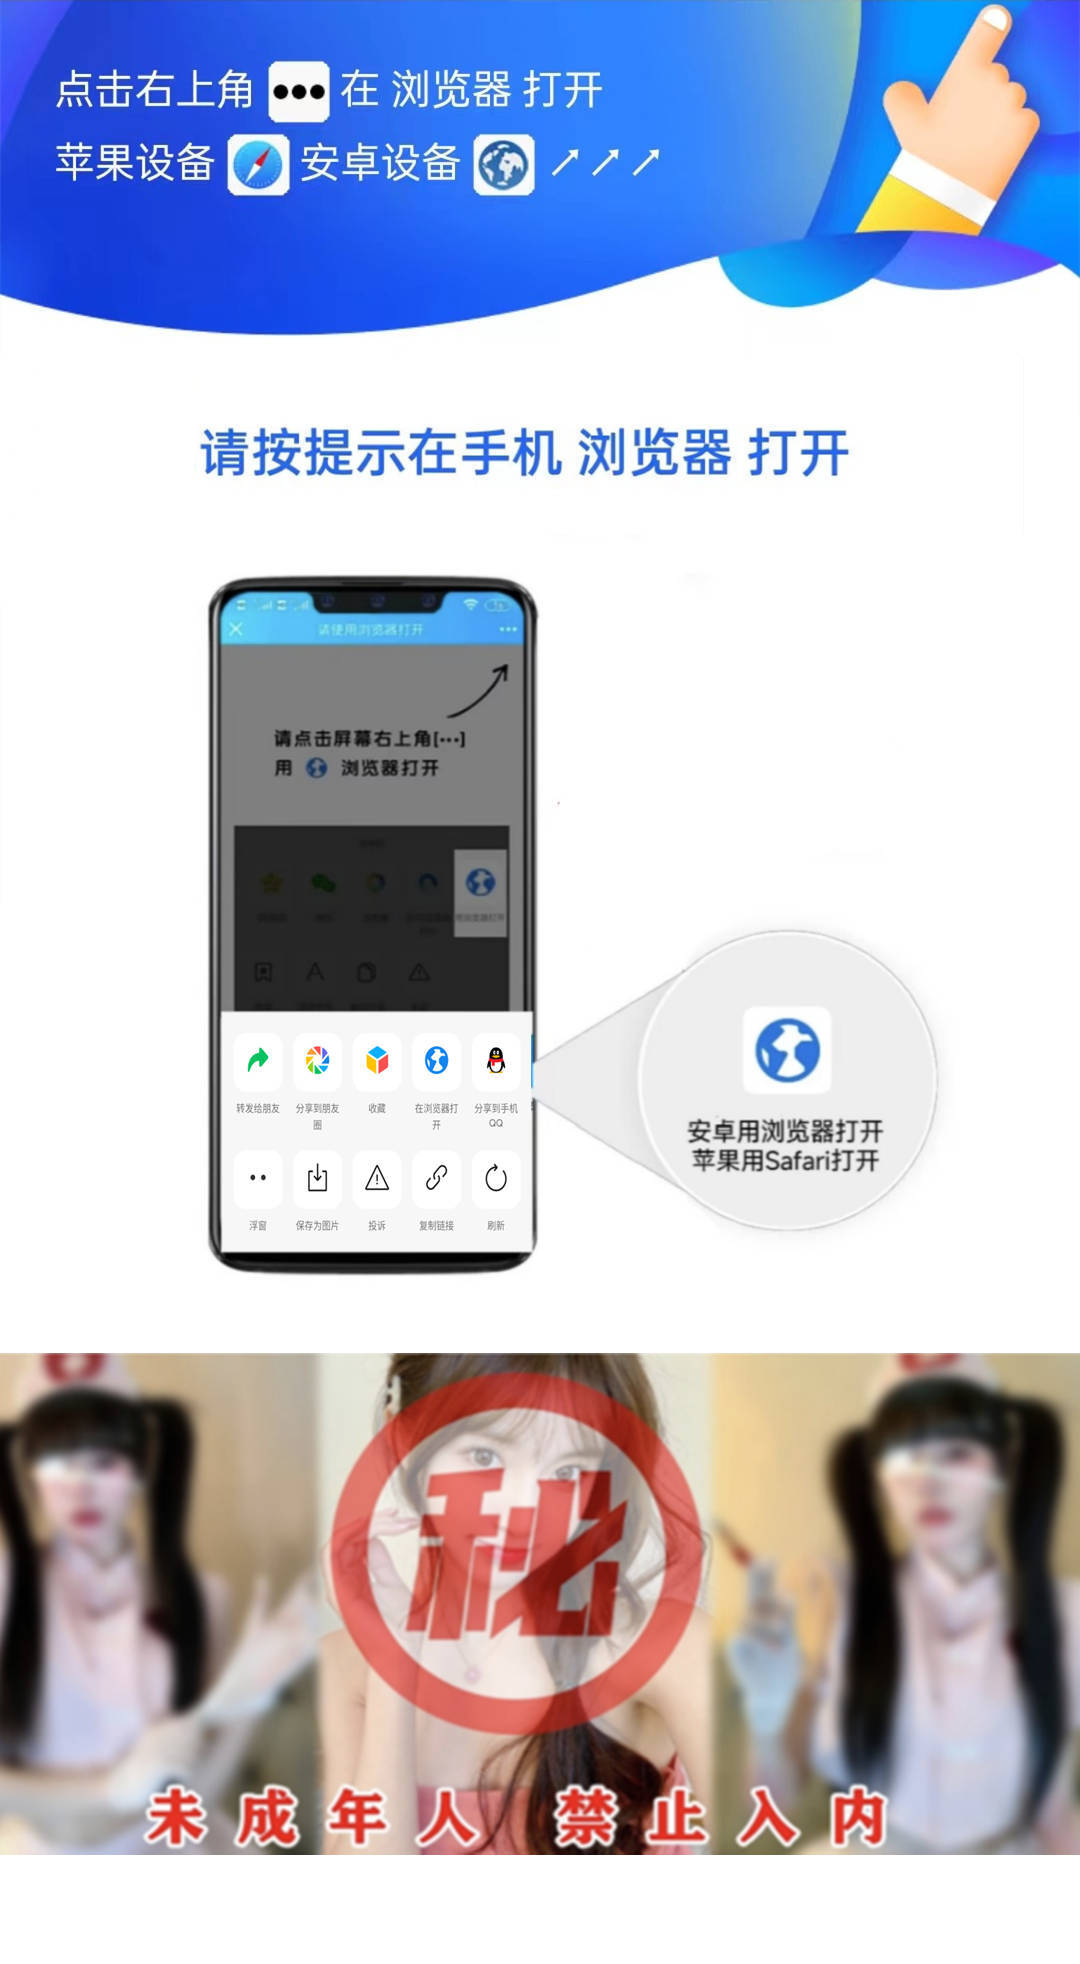 点击右上角 ••• 在 浏览器 打开
苹果设备 安卓设备
请按提示在手机 浏览器 打开
请使用浏览器打开
请点击屏幕右上角[···]
用 浏览器打开
转发给朋友 分享到朋友圈 收藏 在浏览器打开 分享到手机QQ
浮窗 保存为图片 投诉 复制链接 刷新
安卓用浏览器打开
苹果用Safari打开
秘
未成年人 禁止入内